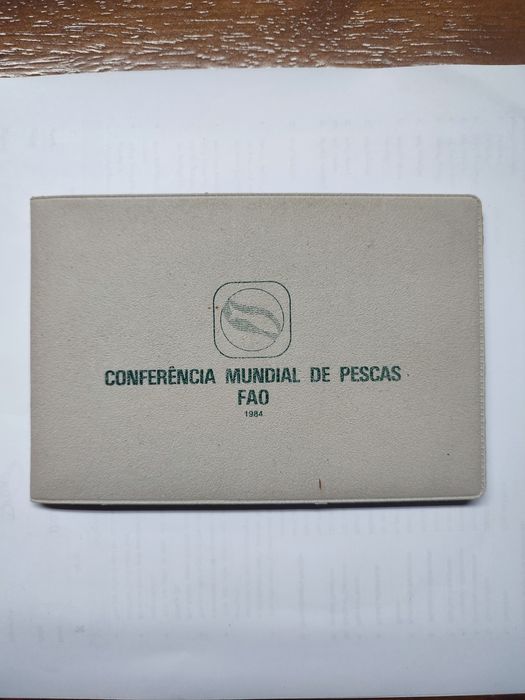 CONFERÊNCIA MUNDIAL DE PESCAS
FAO
1984